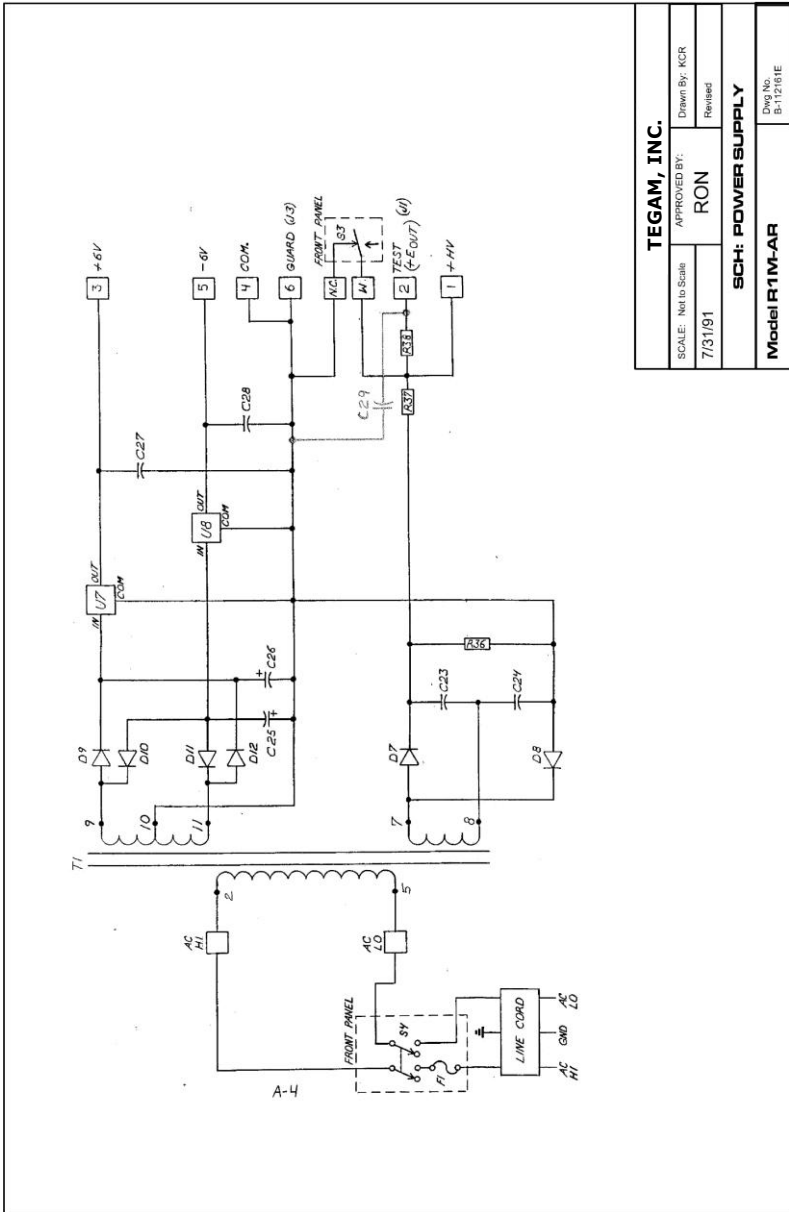 3 +6V
5 -6V
4 COM.
6 GUARD (J3)
FRONT PANEL
N.C.
S3
W.
2 TEST (+EOUT) (J1)
1 +HV
C27
C28
C29
R38
R37
IN U7 OUT
COM
IN U8 OUT
COM
C26
+
C25
+
D9
D10
D11
D12
R36
C23
C24
D7
D8
9
10
11
7
8
T1
2
5
AC HI
AC LO
FRONT PANEL
S4
F1
A-4
LINE CORD
AC HI
GND
AC LO
TEGAM, INC.
SCALE: Not to Scale
APPROVED BY:
Drawn By: KCR
7/31/91
RON
Revised
SCH: POWER SUPPLY
Model R1M-AR
Dwg No.
B-112161E